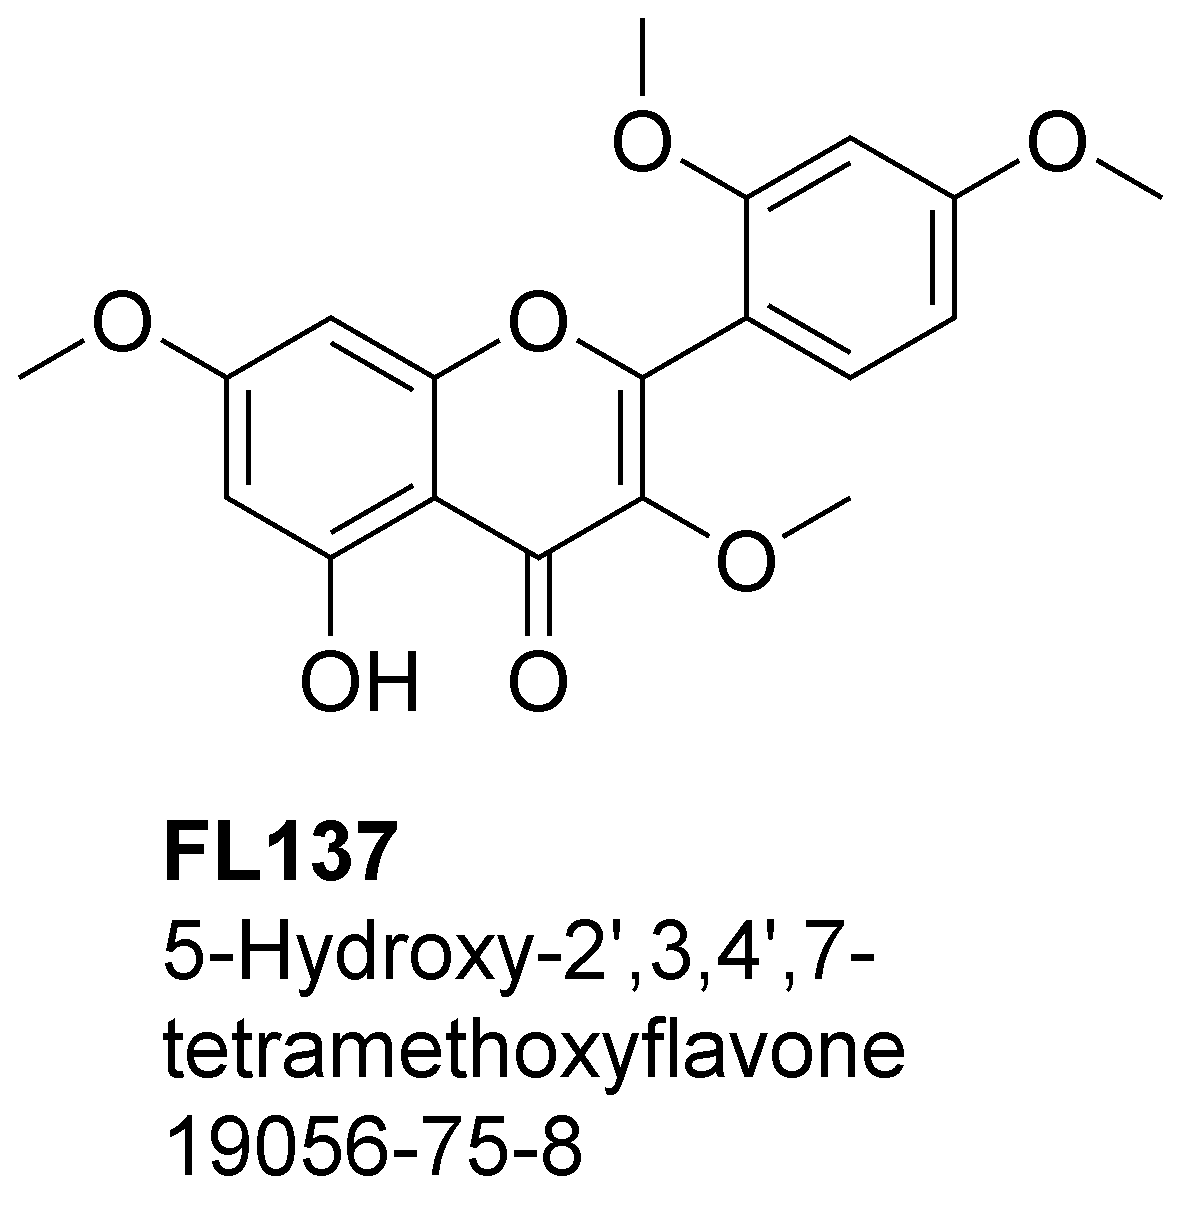 O
O
O
O
O
O
OH
O
FL137
5-Hydroxy-2',3,4',7-
tetramethoxyflavone
19056-75-8